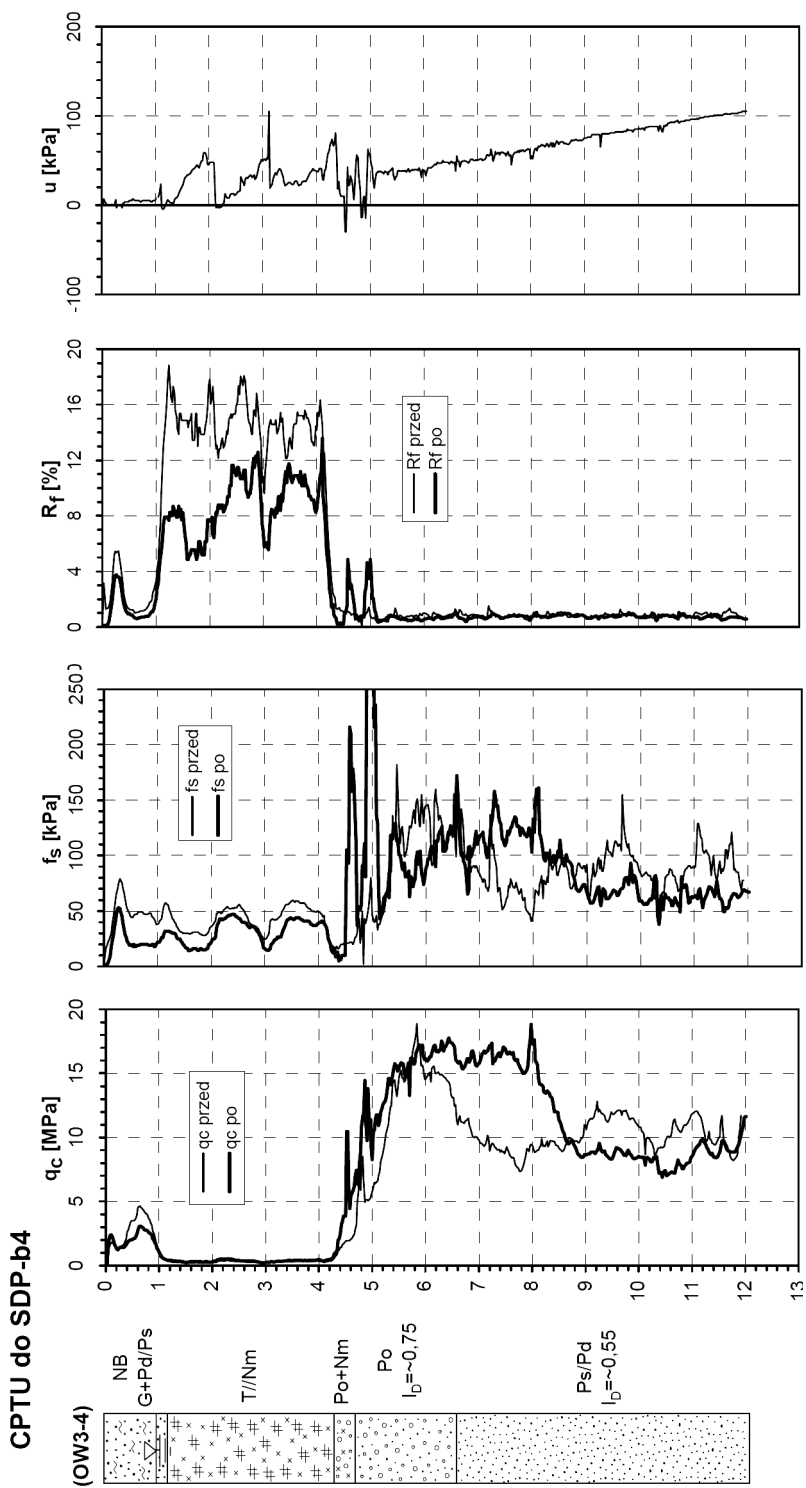 CPTU do SDP-b4
(OW3-4)
NB
G+Pd/Ps
T//Nm
Po+Nm
Po
I_D=~0,75
Ps/Pd
I_D=~0,55
0 1 2 3 4 5 6 7 8 9 10 11 12 13
q_c [MPa]
0 5 10 15 20
qc przed
qc po
f_s [kPa]
0 50 100 150 200 2500
fs przed
fs po
R_f [%]
0 4 8 12 16 20
Rf przed
Rf po
u [kPa]
-100 0 100 200